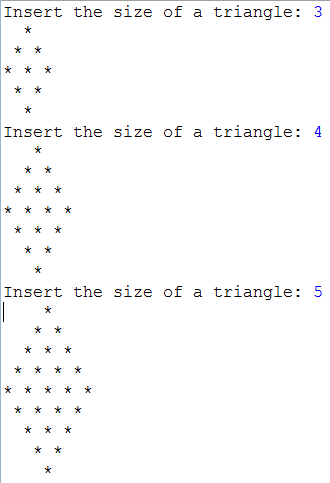 Insert the size of a triangle: 3
  *
 * *
* * *
 * *
  *
Insert the size of a triangle: 4
   *
  * *
 * * *
* * * *
 * * *
  * *
   *
Insert the size of a triangle: 5
    *
   * *
  * * *
 * * * *
* * * * *
 * * * *
  * * *
   * *
    *